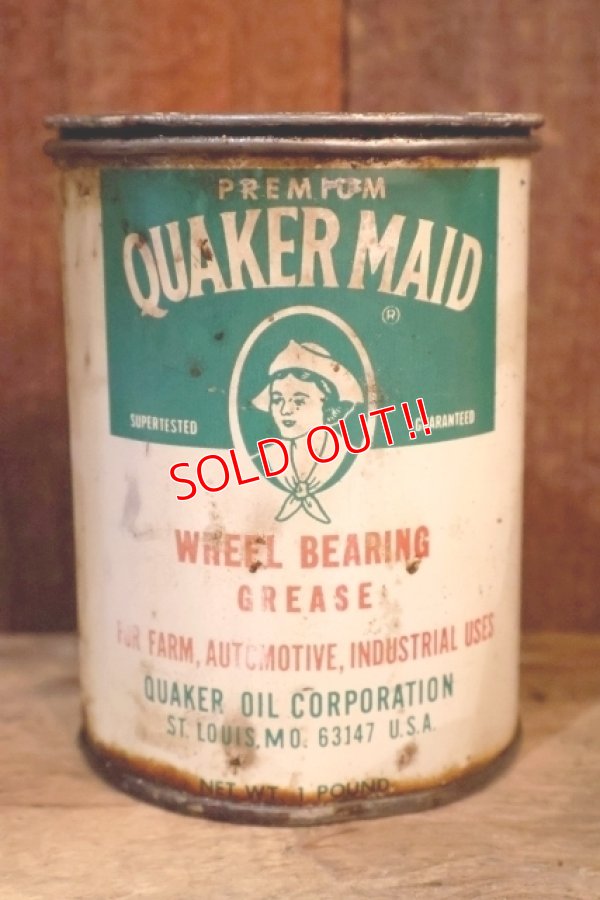 PREMIUM
QUAKER MAID
®
SUPERTESTED
GUARANTEED
SOLD OUT!!
WHEEL BEARING
GREASE
FOR FARM, AUTOMOTIVE, INDUSTRIAL USES
QUAKER OIL CORPORATION
ST. LOUIS, MO. 63147 U.S.A.
NET WT. 1 POUND